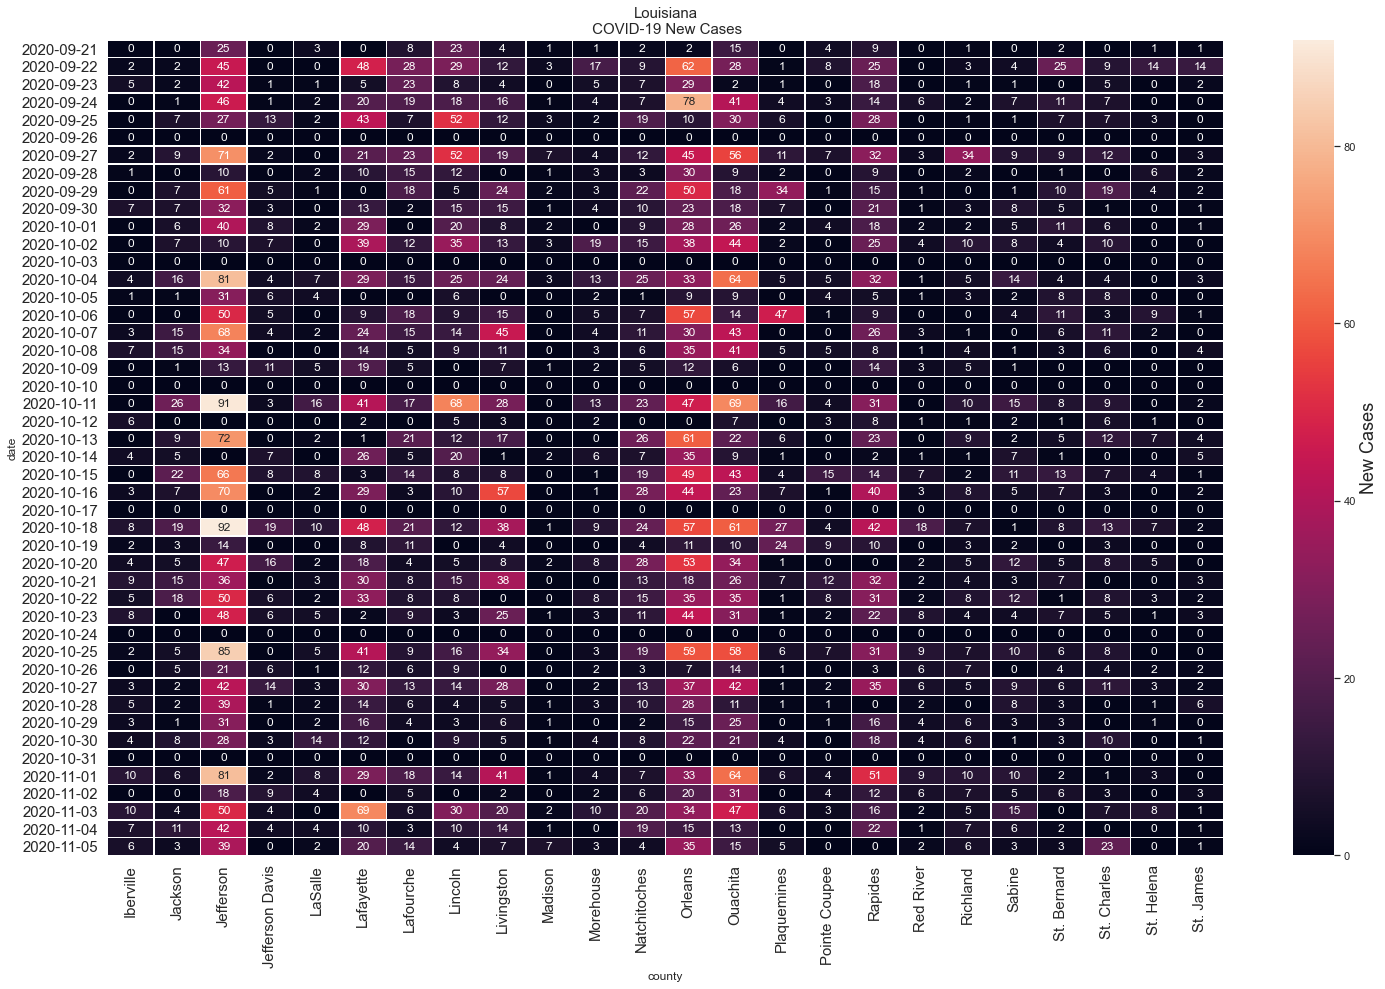 Louisiana
COVID-19 New Cases
2020-09-21 0 0 25 0 3 0 8 23 4 1 1 2 2 15 0 4 9 0 1 0 2 0 1 1
2020-09-22 2 2 45 0 0 48 28 29 12 3 17 9 62 28 1 8 25 0 3 4 25 9 14 14
2020-09-23 5 2 42 1 1 5 23 8 4 0 5 7 29 2 1 0 18 0 1 1 0 5 0 2
2020-09-24 0 1 46 1 2 20 19 18 16 1 4 7 78 41 4 3 14 6 2 7 11 7 0 0
2020-09-25 0 7 27 13 2 43 7 52 12 3 2 19 10 30 6 0 28 0 1 1 7 7 3 0
2020-09-26 0 0 0 0 0 0 0 0 0 0 0 0 0 0 0 0 0 0 0 0 0 0 0 0
2020-09-27 2 9 71 2 0 21 23 52 19 7 4 12 45 56 11 7 32 3 34 9 9 12 0 3
2020-09-28 1 0 10 0 2 10 15 12 0 1 3 3 30 9 2 0 9 0 2 0 1 0 6 2
2020-09-29 0 7 61 5 1 0 18 5 24 2 3 22 50 18 34 1 15 1 0 1 10 19 4 2
2020-09-30 7 7 32 3 0 13 2 15 15 1 4 10 23 18 7 0 21 1 3 8 5 1 0 1
2020-10-01 0 6 40 8 2 29 0 20 8 2 0 9 28 26 2 4 18 2 2 5 11 6 0 1
2020-10-02 0 7 10 7 0 39 12 35 13 3 19 15 38 44 2 0 25 4 10 8 4 10 0 0
2020-10-03 0 0 0 0 0 0 0 0 0 0 0 0 0 0 0 0 0 0 0 0 0 0 0 0
2020-10-04 4 16 81 4 7 29 15 25 24 3 13 25 33 64 5 5 32 1 5 14 4 4 0 3
2020-10-05 1 1 31 6 4 0 0 6 0 0 2 1 9 9 0 4 5 1 3 2 8 8 0 0
2020-10-06 0 0 50 5 0 9 18 9 15 0 5 7 57 14 47 1 9 0 0 4 11 3 9 1
2020-10-07 3 15 68 4 2 24 15 14 45 0 4 11 30 43 0 0 26 3 1 0 6 11 2 0
2020-10-08 7 15 34 0 0 14 5 9 11 0 3 6 35 41 5 5 8 1 4 1 3 6 0 4
2020-10-09 0 1 13 11 5 19 5 0 7 1 2 5 12 6 0 0 14 3 5 1 0 0 0 0
2020-10-10 0 0 0 0 0 0 0 0 0 0 0 0 0 0 0 0 0 0 0 0 0 0 0 0
2020-10-11 0 26 91 3 16 41 17 68 28 0 13 23 47 69 16 4 31 0 10 15 8 9 0 2
2020-10-12 6 0 0 0 0 2 0 5 3 0 2 0 0 7 0 3 8 1 1 2 1 6 1 0
2020-10-13 0 9 72 0 2 1 21 12 17 0 0 26 61 22 6 0 23 0 9 2 5 12 7 4
2020-10-14 4 5 0 7 0 26 5 20 1 2 6 7 35 9 1 0 2 1 1 7 1 0 0 5
2020-10-15 0 22 66 8 8 3 14 8 8 0 1 19 49 43 4 15 14 1 2 11 13 7 4 1
2020-10-16 3 7 70 0 2 29 3 10 57 0 1 28 44 23 7 1 40 3 8 5 7 3 0 2
2020-10-17 0 0 0 0 0 0 0 0 0 0 0 0 0 0 0 0 0 0 0 0 0 0 0 0
2020-10-18 8 19 92 19 10 48 21 12 38 1 9 24 57 61 27 4 42 18 7 1 8 13 7 2
2020-10-19 2 3 14 0 0 8 11 0 4 0 0 4 11 10 24 9 10 0 3 2 0 3 0 0
2020-10-20 4 5 47 16 2 18 4 5 8 2 8 28 53 34 1 0 0 2 5 12 5 8 5 0
2020-10-21 9 15 36 0 3 30 8 15 38 0 0 13 18 26 7 12 32 2 4 3 7 0 0 3
2020-10-22 5 18 50 6 2 33 8 8 0 0 8 15 35 35 1 8 31 2 8 12 1 8 3 2
2020-10-23 8 0 48 6 5 2 9 3 25 1 3 11 44 31 1 2 22 8 4 4 7 5 1 3
2020-10-24 0 0 0 0 0 0 0 0 0 0 0 0 0 0 0 0 0 0 0 0 0 0 0 0
2020-10-25 2 5 85 0 5 41 9 16 34 0 3 19 59 58 6 7 31 9 7 10 6 8 0 0
2020-10-26 0 5 21 6 1 12 6 9 0 0 2 3 7 14 1 0 3 6 7 0 4 4 2 2
2020-10-27 3 2 42 14 3 30 13 14 28 0 2 13 37 42 1 2 35 6 5 9 6 11 3 2
2020-10-28 5 2 39 1 2 14 6 4 5 1 3 10 28 11 1 1 0 2 0 8 3 0 1 6
2020-10-29 3 1 31 0 2 16 4 3 6 1 0 2 15 25 0 1 16 4 6 3 3 0 1 0
2020-10-30 4 8 28 3 14 12 0 9 5 1 4 8 22 21 4 0 18 4 6 1 3 10 0 1
2020-10-31 0 0 0 0 0 0 0 0 0 0 0 0 0 0 0 0 0 0 0 0 0 0 0 0
2020-11-01 10 6 81 2 8 29 18 14 41 1 4 7 33 64 6 4 51 9 10 10 2 1 3 0
2020-11-02 0 0 18 9 4 0 5 0 2 0 2 6 20 31 0 4 12 6 7 5 6 3 0 3
2020-11-03 10 4 50 4 0 69 6 30 20 2 10 20 34 47 6 3 16 2 5 15 0 7 8 1
2020-11-04 7 11 42 4 4 10 3 10 14 1 0 19 15 13 0 0 22 1 7 6 2 0 0 1
2020-11-05 6 3 39 0 2 20 14 4 7 7 3 4 35 15 5 0 0 2 6 3 3 23 0 1
date
Iberville Jackson Jefferson Jefferson Davis LaSalle Lafayette Lafourche Lincoln Livingston Madison Morehouse Natchitoches Orleans Ouachita Plaquemines Pointe Coupee Rapides Red River Richland Sabine St. Bernard St. Charles St. Helena St. James
county
80
60
40
20
0
New Cases